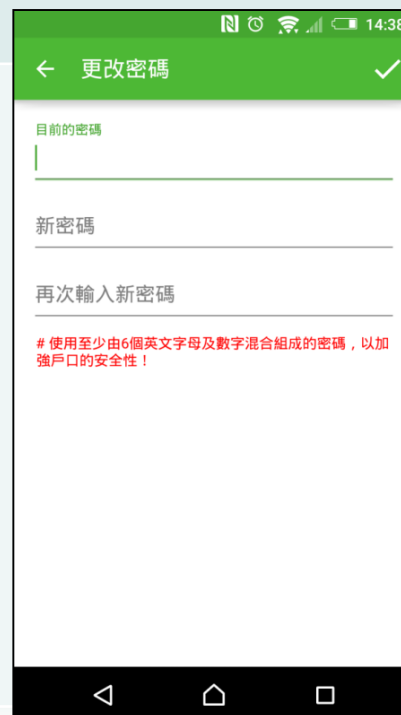 14:38
更改密碼
目前的密碼
新密碼
再次輸入新密碼
# 使用至少由6個英文字母及數字混合組成的密碼，以加
強戶口的安全性！